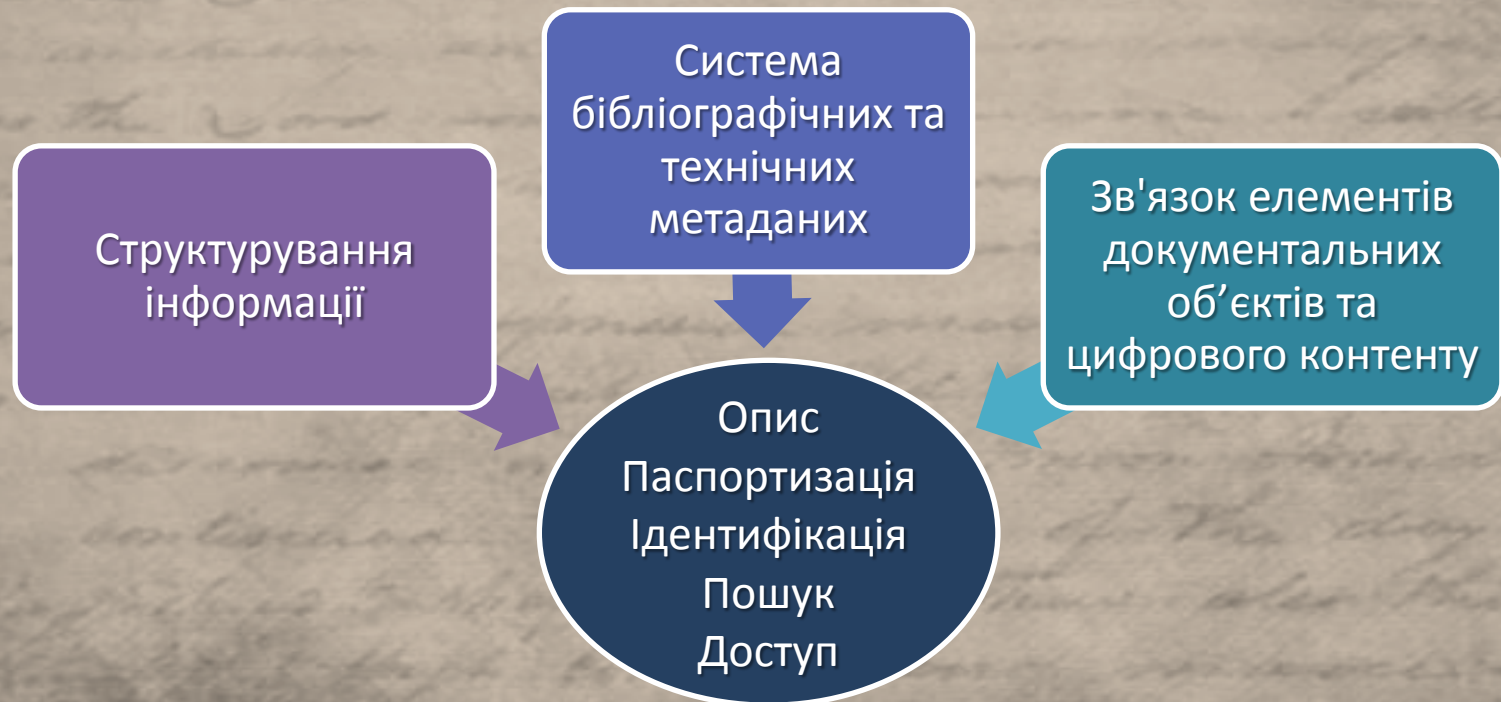 Структурування
інформації
Система
бібліографічних та
технічних
метаданих
Зв'язок елементів
документальних
об’єктів та
цифрового контенту
Опис
Паспортизація
Ідентифікація
Пошук
Доступ